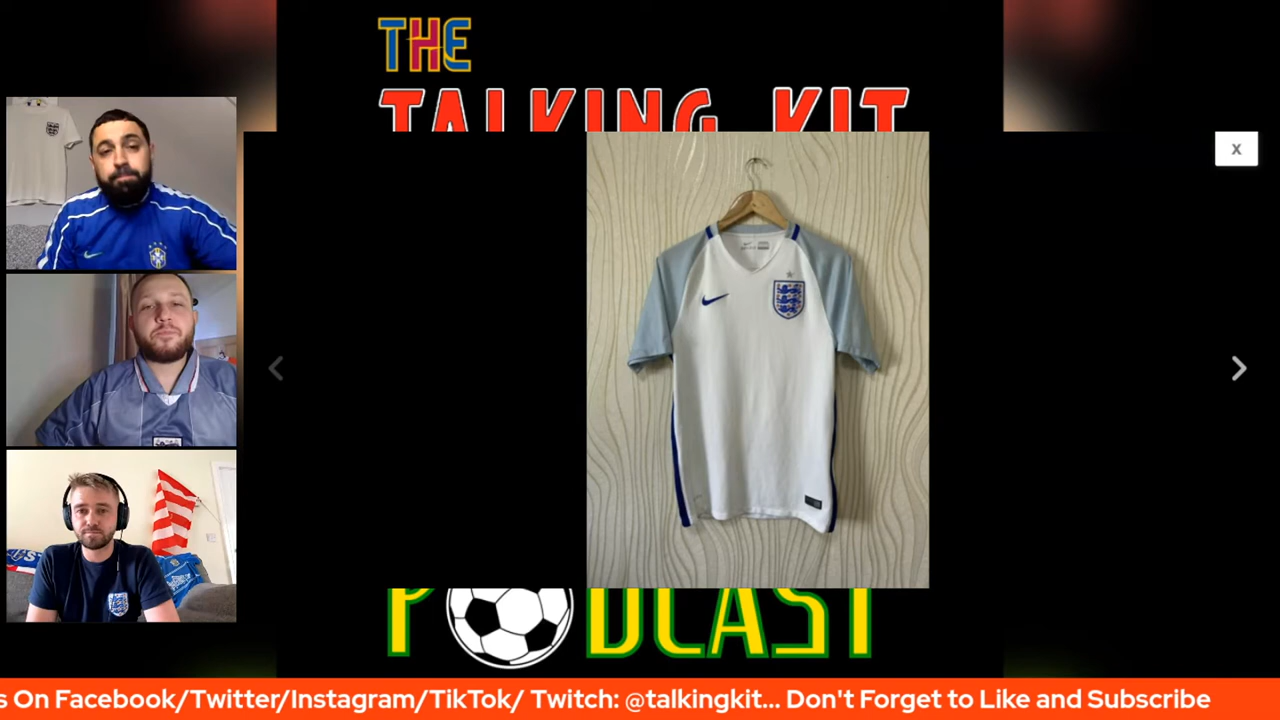 THE
TALKING KIT
X
PODCAST
s On Facebook/Twitter/Instagram/TikTok/ Twitch: @talkingkit... Don't Forget to Like and Subscribe